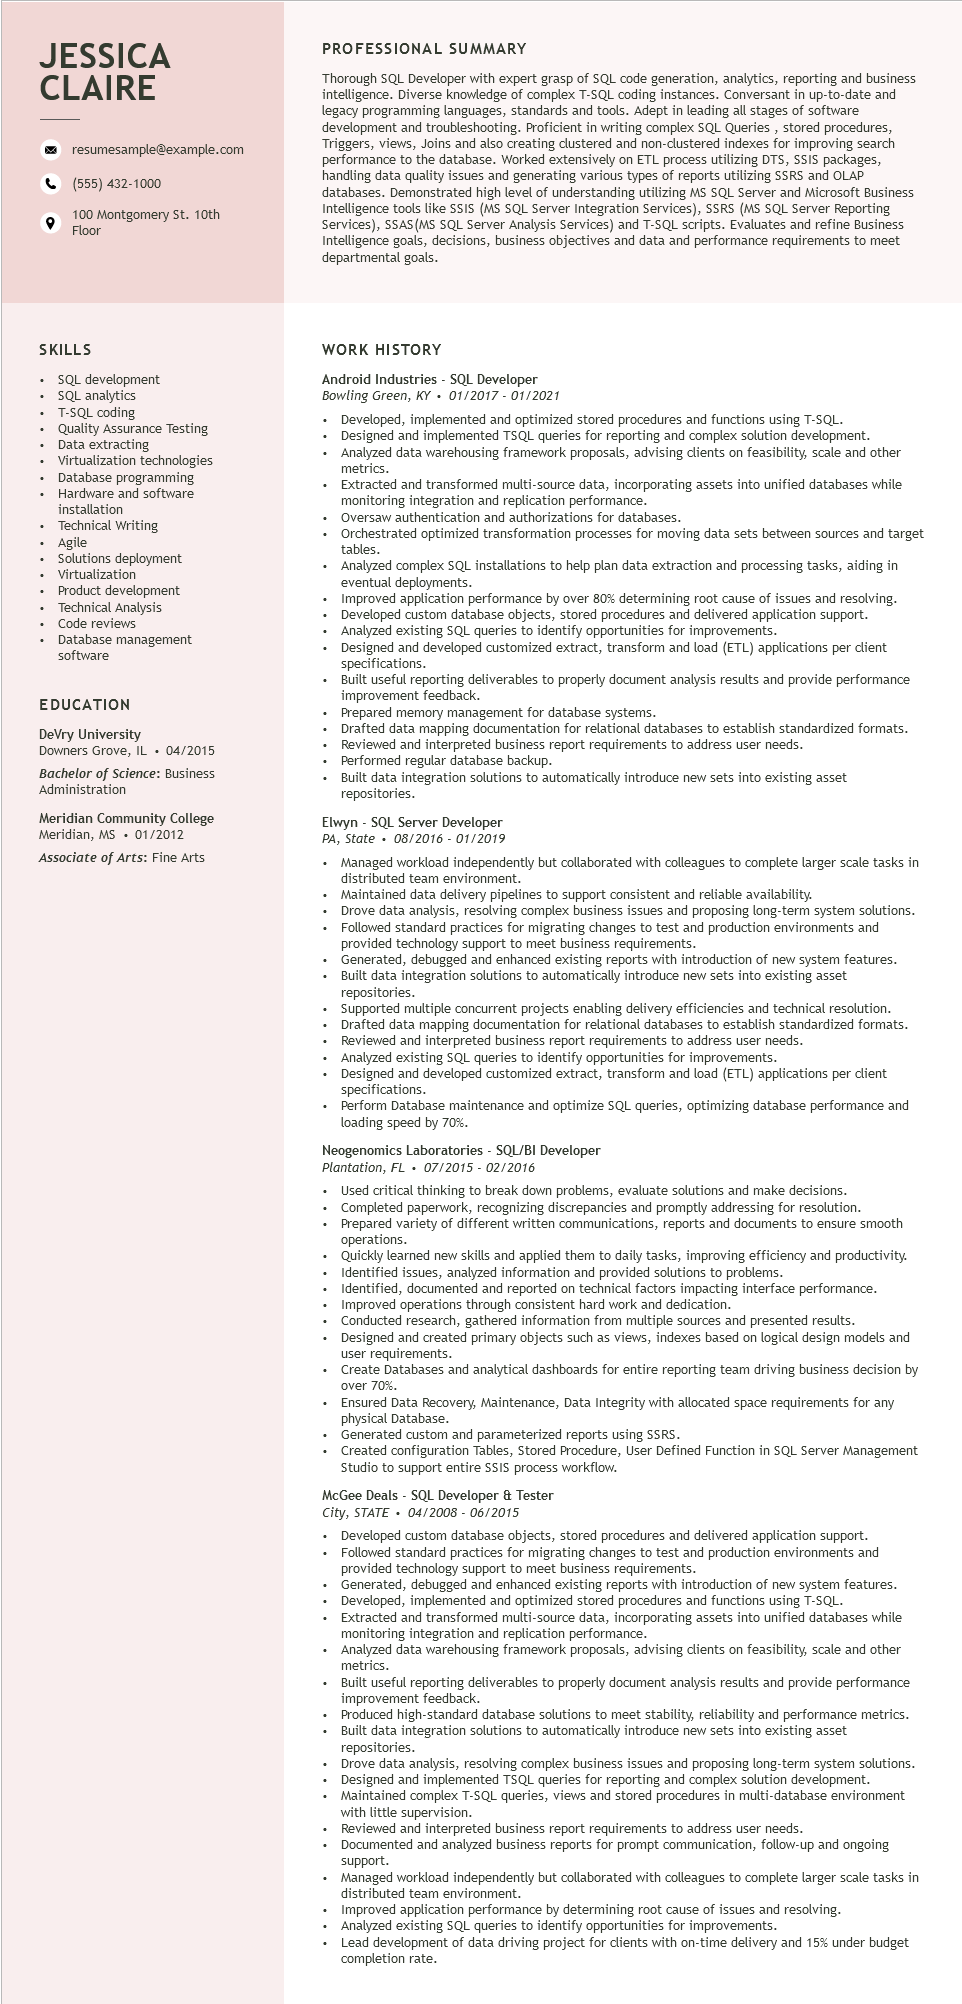 JESSICA
CLAIRE
resumesample@example.com
(555) 432-1000
100 Montgomery St. 10th
Floor
PROFESSIONAL SUMMARY
Thorough SQL Developer with expert grasp of SQL code generation, analytics, reporting and business
intelligence. Diverse knowledge of complex T-SQL coding instances. Conversant in up-to-date and
legacy programming languages, standards and tools. Adept in leading all stages of software
development and troubleshooting. Proficient in writing complex SQL Queries , stored procedures,
Triggers, views, Joins and also creating clustered and non-clustered indexes for improving search
performance to the database. Worked extensively on ETL process utilizing DTS, SSIS packages,
handling data quality issues and generating various types of reports utilizing SSRS and OLAP
databases. Demonstrated high level of understanding utilizing MS SQL Server and Microsoft Business
Intelligence tools like SSIS (MS SQL Server Integration Services), SSRS (MS SQL Server Reporting
Services), SSAS(MS SQL Server Analysis Services) and T-SQL scripts. Evaluates and refine Business
Intelligence goals, decisions, business objectives and data and performance requirements to meet
departmental goals.
SKILLS
• SQL development
• SQL analytics
• T-SQL coding
• Quality Assurance Testing
• Data extracting
• Virtualization technologies
• Database programming
• Hardware and software
installation
• Technical Writing
• Agile
• Solutions deployment
• Virtualization
• Product development
• Technical Analysis
• Code reviews
• Database management
software
EDUCATION
DeVry University
Downers Grove, IL • 04/2015
Bachelor of Science: Business
Administration
Meridian Community College
Meridian, MS • 01/2012
Associate of Arts: Fine Arts
WORK HISTORY
Android Industries - SQL Developer
Bowling Green, KY • 01/2017 - 01/2021
• Developed, implemented and optimized stored procedures and functions using T-SQL.
• Designed and implemented TSQL queries for reporting and complex solution development.
• Analyzed data warehousing framework proposals, advising clients on feasibility, scale and other
metrics.
• Extracted and transformed multi-source data, incorporating assets into unified databases while
monitoring integration and replication performance.
• Oversaw authentication and authorizations for databases.
• Orchestrated optimized transformation processes for moving data sets between sources and target
tables.
• Analyzed complex SQL installations to help plan data extraction and processing tasks, aiding in
eventual deployments.
• Improved application performance by over 80% determining root cause of issues and resolving.
• Developed custom database objects, stored procedures and delivered application support.
• Analyzed existing SQL queries to identify opportunities for improvements.
• Designed and developed customized extract, transform and load (ETL) applications per client
specifications.
• Built useful reporting deliverables to properly document analysis results and provide performance
improvement feedback.
• Prepared memory management for database systems.
• Drafted data mapping documentation for relational databases to establish standardized formats.
• Reviewed and interpreted business report requirements to address user needs.
• Performed regular database backup.
• Built data integration solutions to automatically introduce new sets into existing asset
repositories.
Elwyn - SQL Server Developer
PA, State • 08/2016 - 01/2019
• Managed workload independently but collaborated with colleagues to complete larger scale tasks in
distributed team environment.
• Maintained data delivery pipelines to support consistent and reliable availability.
• Drove data analysis, resolving complex business issues and proposing long-term system solutions.
• Followed standard practices for migrating changes to test and production environments and
provided technology support to meet business requirements.
• Generated, debugged and enhanced existing reports with introduction of new system features.
• Built data integration solutions to automatically introduce new sets into existing asset
repositories.
• Supported multiple concurrent projects enabling delivery efficiencies and technical resolution.
• Drafted data mapping documentation for relational databases to establish standardized formats.
• Reviewed and interpreted business report requirements to address user needs.
• Analyzed existing SQL queries to identify opportunities for improvements.
• Designed and developed customized extract, transform and load (ETL) applications per client
specifications.
• Perform Database maintenance and optimize SQL queries, optimizing database performance and
loading speed by 70%.
Neogenomics Laboratories - SQL/BI Developer
Plantation, FL • 07/2015 - 02/2016
• Used critical thinking to break down problems, evaluate solutions and make decisions.
• Completed paperwork, recognizing discrepancies and promptly addressing for resolution.
• Prepared variety of different written communications, reports and documents to ensure smooth
operations.
• Quickly learned new skills and applied them to daily tasks, improving efficiency and productivity.
• Identified issues, analyzed information and provided solutions to problems.
• Identified, documented and reported on technical factors impacting interface performance.
• Improved operations through consistent hard work and dedication.
• Conducted research, gathered information from multiple sources and presented results.
• Designed and created primary objects such as views, indexes based on logical design models and
user requirements.
• Create Databases and analytical dashboards for entire reporting team driving business decision by
over 70%.
• Ensured Data Recovery, Maintenance, Data Integrity with allocated space requirements for any
physical Database.
• Generated custom and parameterized reports using SSRS.
• Created configuration Tables, Stored Procedure, User Defined Function in SQL Server Management
Studio to support entire SSIS process workflow.
McGee Deals - SQL Developer & Tester
City, STATE • 04/2008 - 06/2015
• Developed custom database objects, stored procedures and delivered application support.
• Followed standard practices for migrating changes to test and production environments and
provided technology support to meet business requirements.
• Generated, debugged and enhanced existing reports with introduction of new system features.
• Developed, implemented and optimized stored procedures and functions using T-SQL.
• Extracted and transformed multi-source data, incorporating assets into unified databases while
monitoring integration and replication performance.
• Analyzed data warehousing framework proposals, advising clients on feasibility, scale and other
metrics.
• Built useful reporting deliverables to properly document analysis results and provide performance
improvement feedback.
• Produced high-standard database solutions to meet stability, reliability and performance metrics.
• Built data integration solutions to automatically introduce new sets into existing asset
repositories.
• Drove data analysis, resolving complex business issues and proposing long-term system solutions.
• Designed and implemented TSQL queries for reporting and complex solution development.
• Maintained complex T-SQL queries, views and stored procedures in multi-database environment
with little supervision.
• Reviewed and interpreted business report requirements to address user needs.
• Documented and analyzed business reports for prompt communication, follow-up and ongoing
support.
• Managed workload independently but collaborated with colleagues to complete larger scale tasks in
distributed team environment.
• Improved application performance by determining root cause of issues and resolving.
• Analyzed existing SQL queries to identify opportunities for improvements.
• Lead development of data driving project for clients with on-time delivery and 15% under budget
completion rate.